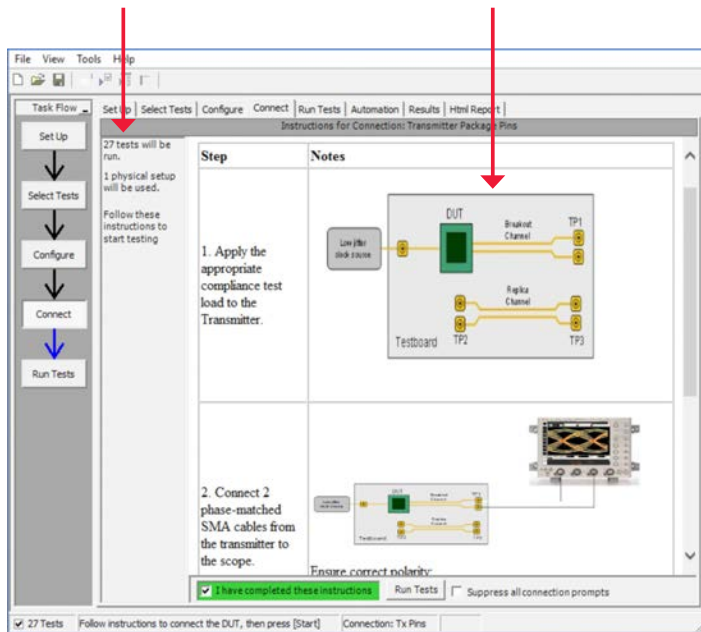 File View Tools Help
Task Flow
Set Up
Select Tests
Configure
Connect
Run Tests
Set Up Select Tests Configure Connect Run Tests Automation Results Html Report
Instructions for Connection: Transmitter Package Pins
27 tests will be
run.
1 physical setup
will be used.
Follow these
instructions to
start testing
Step Notes
1. Apply the
appropriate
compliance test
load to the
Transmitter.
Low jitter
clock source
DUT
Breakout
Channel
TP1
Replica
Channel
Testboard
TP2
TP3
2. Connect 2
phase-matched
SMA cables from
the transmitter to
the scope.
DUT
Testboard
Ensure correct polarity:
I have completed these instructions
Run Tests
Suppress all connection prompts
27 Tests Follow instructions to connect the DUT, then press [Start] Connection: Tx Pins